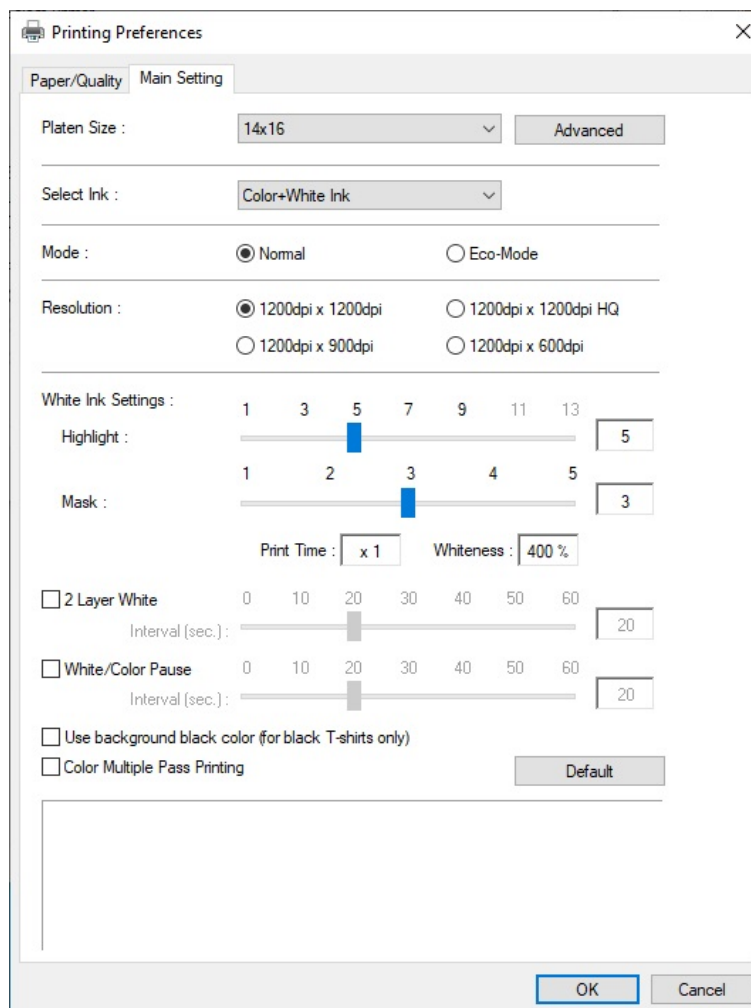 Printing Preferences
Paper/Quality Main Setting
Platen Size : 14x16 Advanced
Select Ink : Color+White Ink
Mode : Normal Eco-Mode
Resolution : 1200dpi x 1200dpi 1200dpi x 1200dpi HQ
1200dpi x 900dpi 1200dpi x 600dpi
White Ink Settings : 1 3 5 7 9 11 13
Highlight : 5
1 2 3 4 5
Mask : 3
Print Time : x 1 Whiteness : 400 %
2 Layer White 0 10 20 30 40 50 60
Interval (sec.) : 20
White/Color Pause 0 10 20 30 40 50 60
Interval (sec.) : 20
Use background black color (for black T-shirts only)
Color Multiple Pass Printing Default
OK Cancel